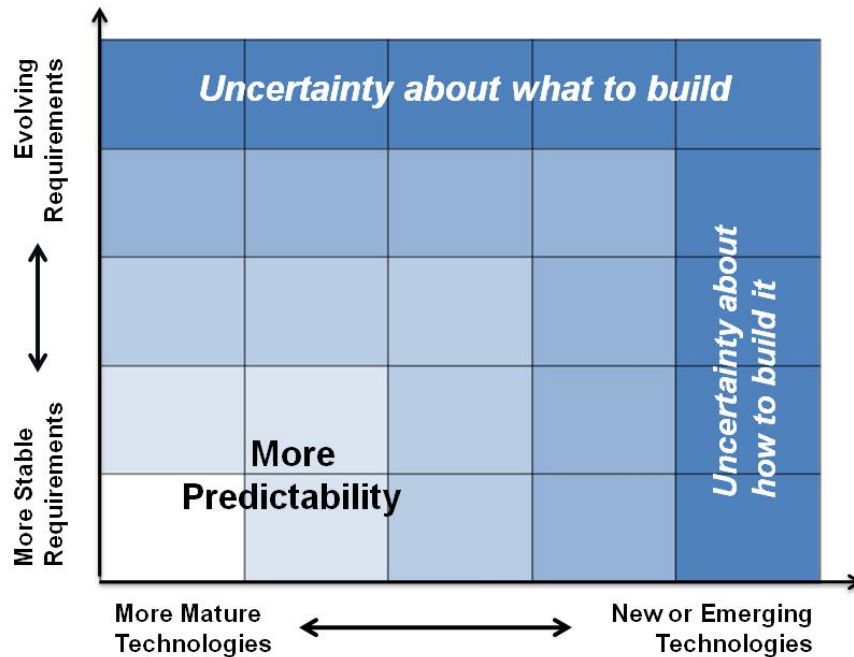 Evolving
Requirements
More Stable
Requirements
Uncertainty about what to build
Uncertainty about
how to build it
More
Predictability
More Mature
Technologies
New or Emerging
Technologies